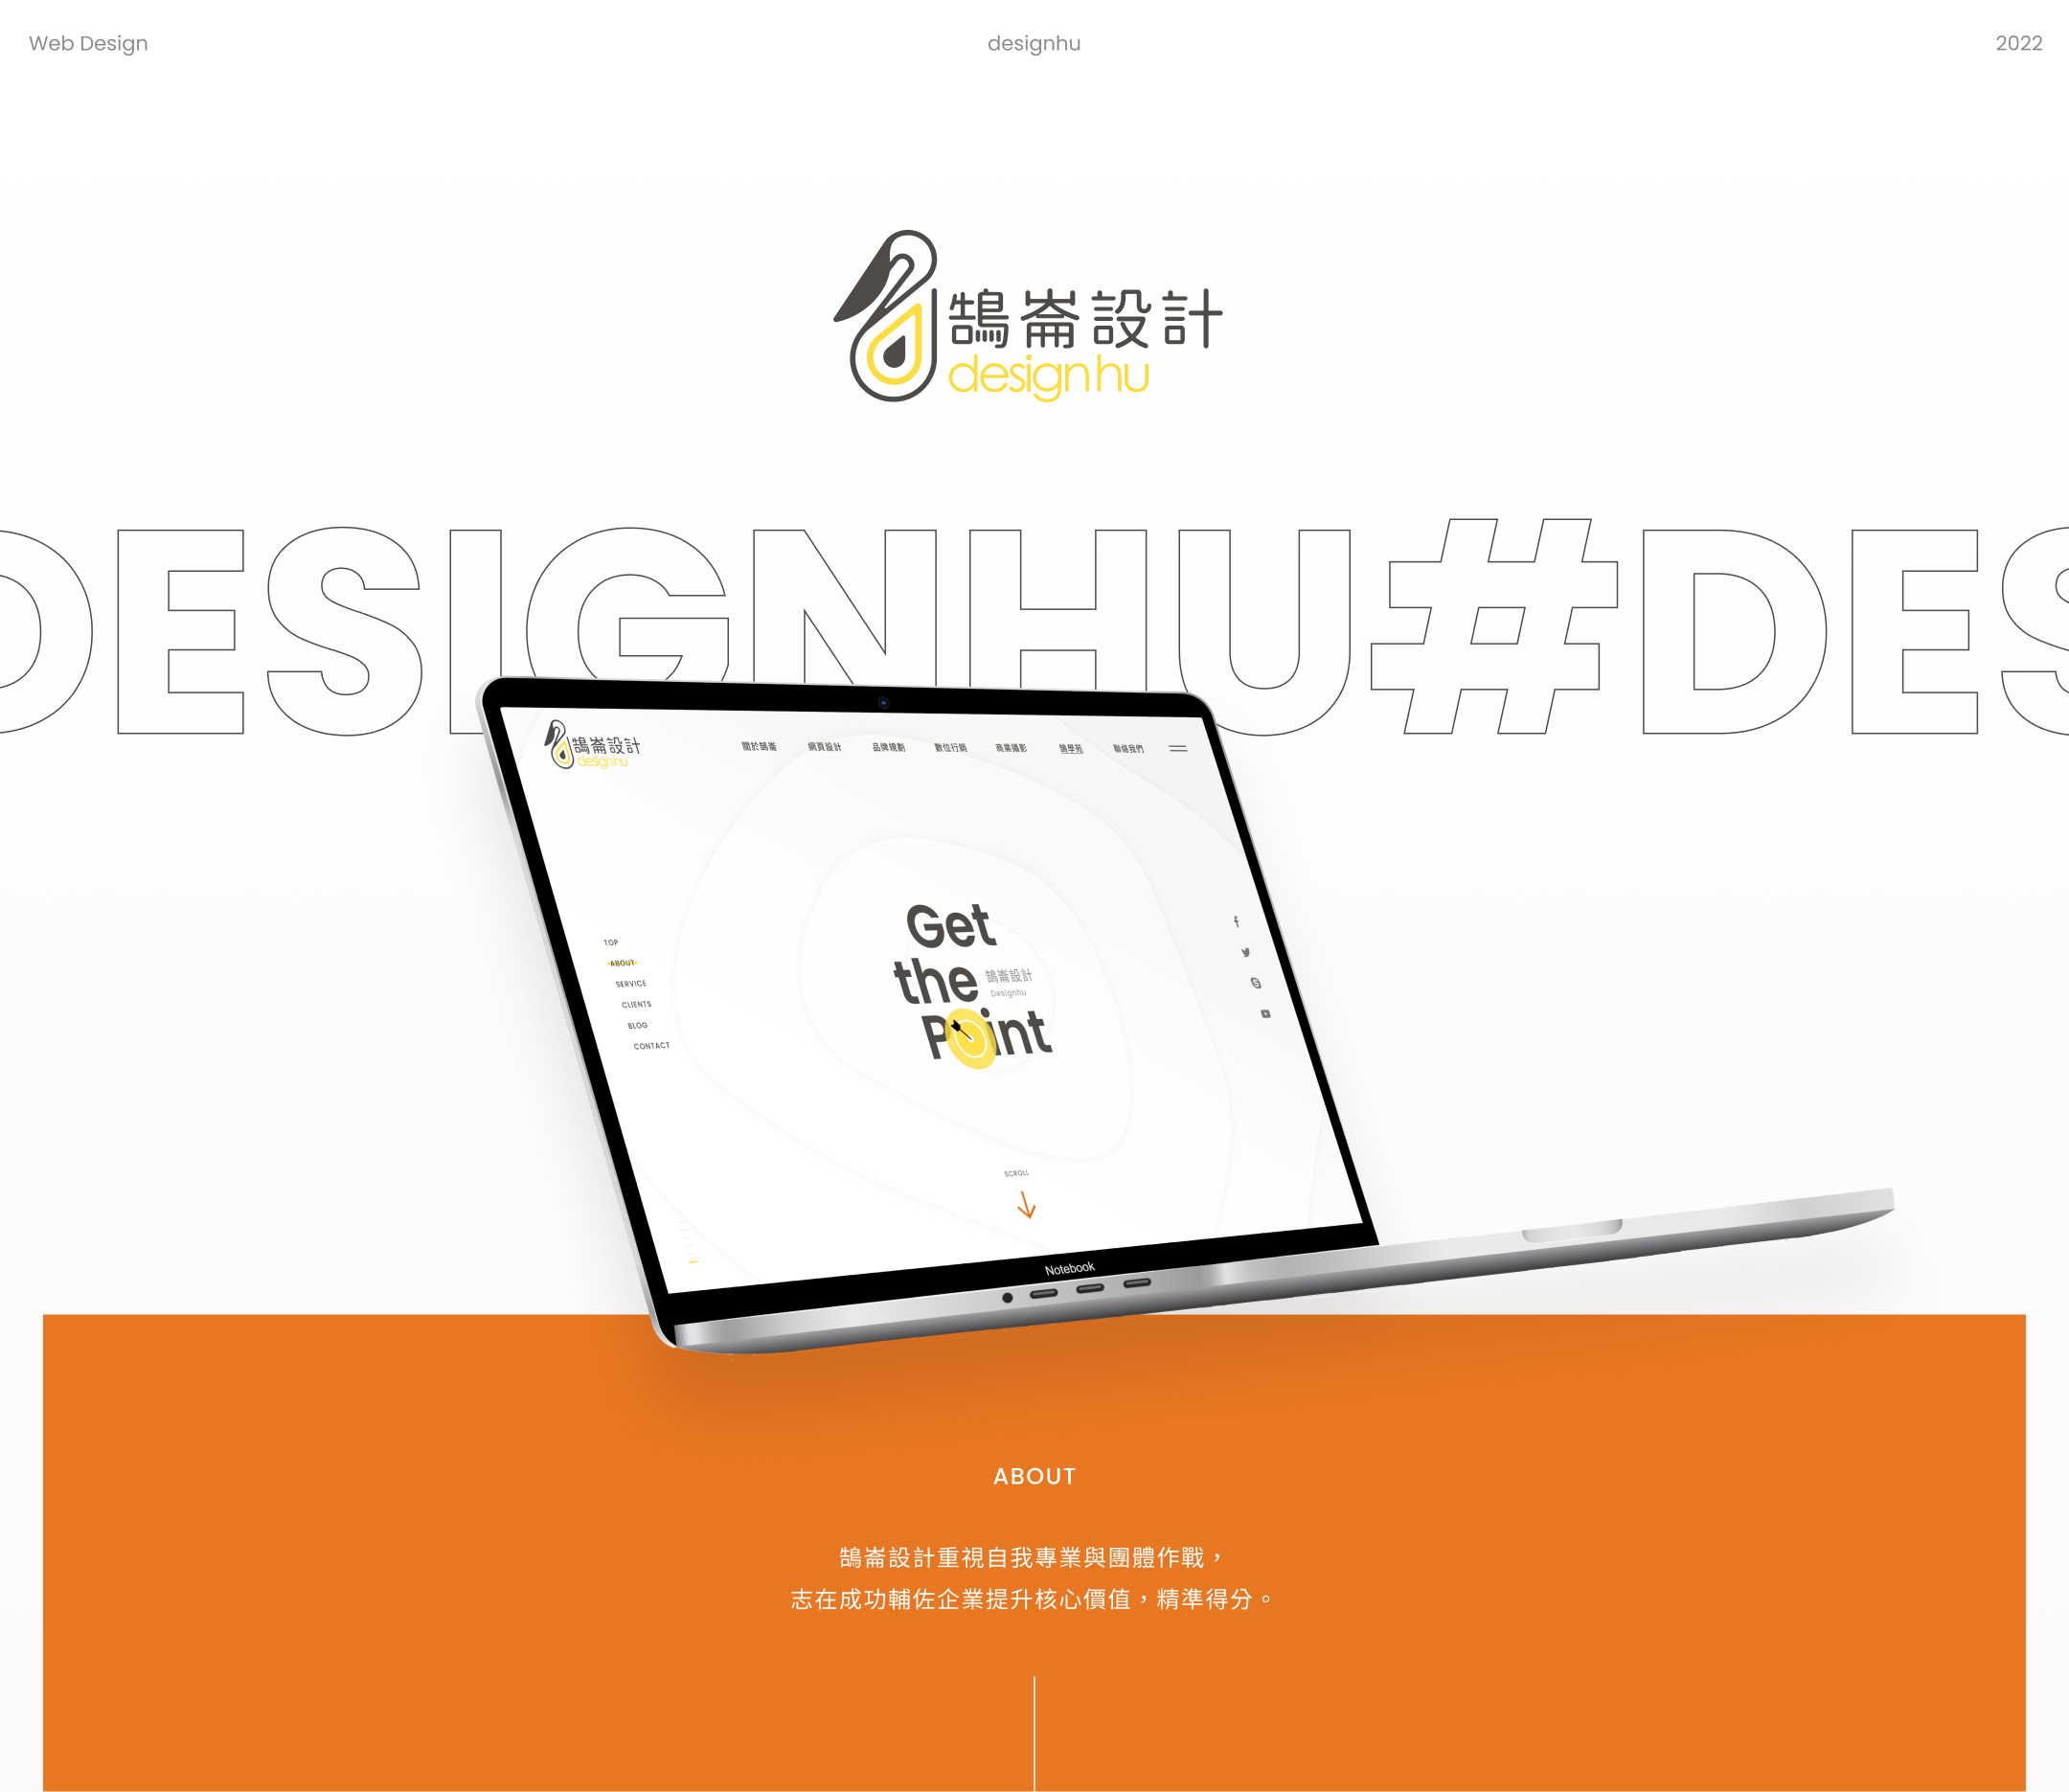 Web Design
designhu
2022
鵠崙設計
designhu
DESIGNHU#DES
鵠崙設計
designhu
關於鵠崙
網頁設計
品牌規劃
數位行銷
商業攝影
鵠學苑
聯絡我們
TOP
ABOUT
SERVICE
CLIENTS
BLOG
CONTACT
Get
the
鵠崙設計
Designhu
Point
SCROLL
Notebook
ABOUT
鵠崙設計重視自我專業與團體作戰，
志在成功輔佐企業提升核心價值，精準得分。